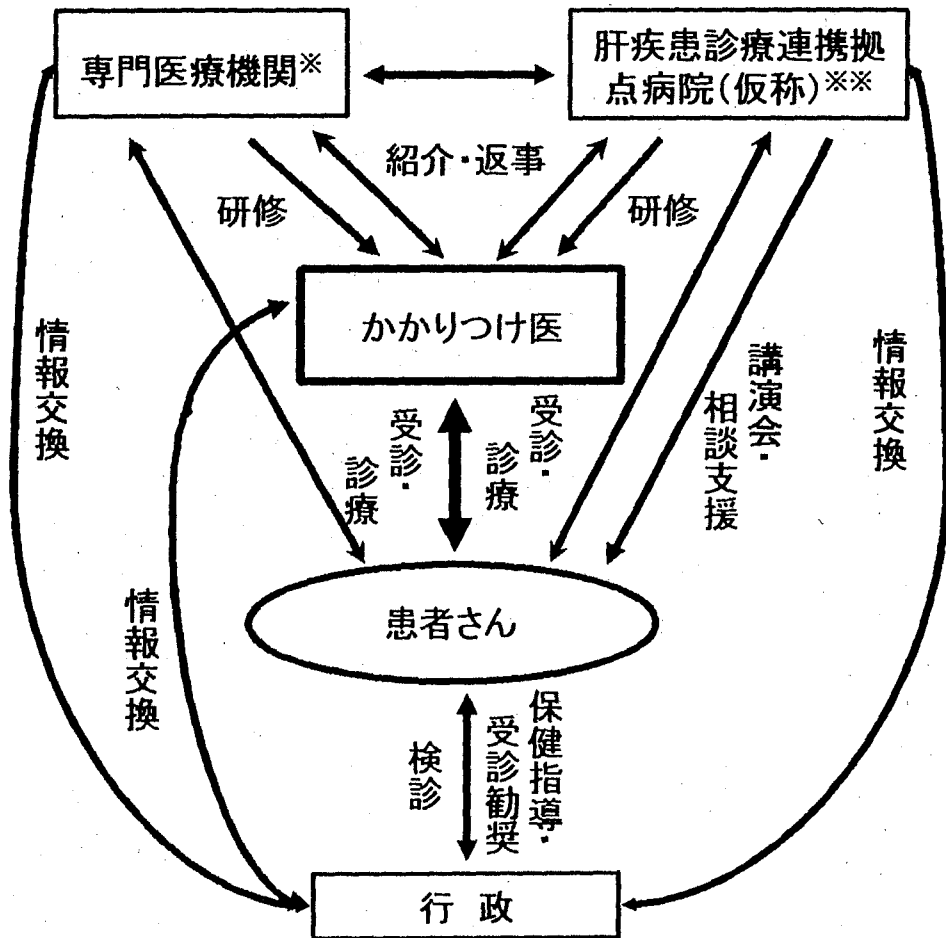 専門医療機関※
肝疾患診療連携拠
点病院(仮称)※※
紹介・返事
研修
研修
かかりつけ医
情報交換
受診・
診療
受診・
診療
講演会・
相談支援
情報交換
情報交換
患者さん
検診
保健指導・
受診勧奨
行 政